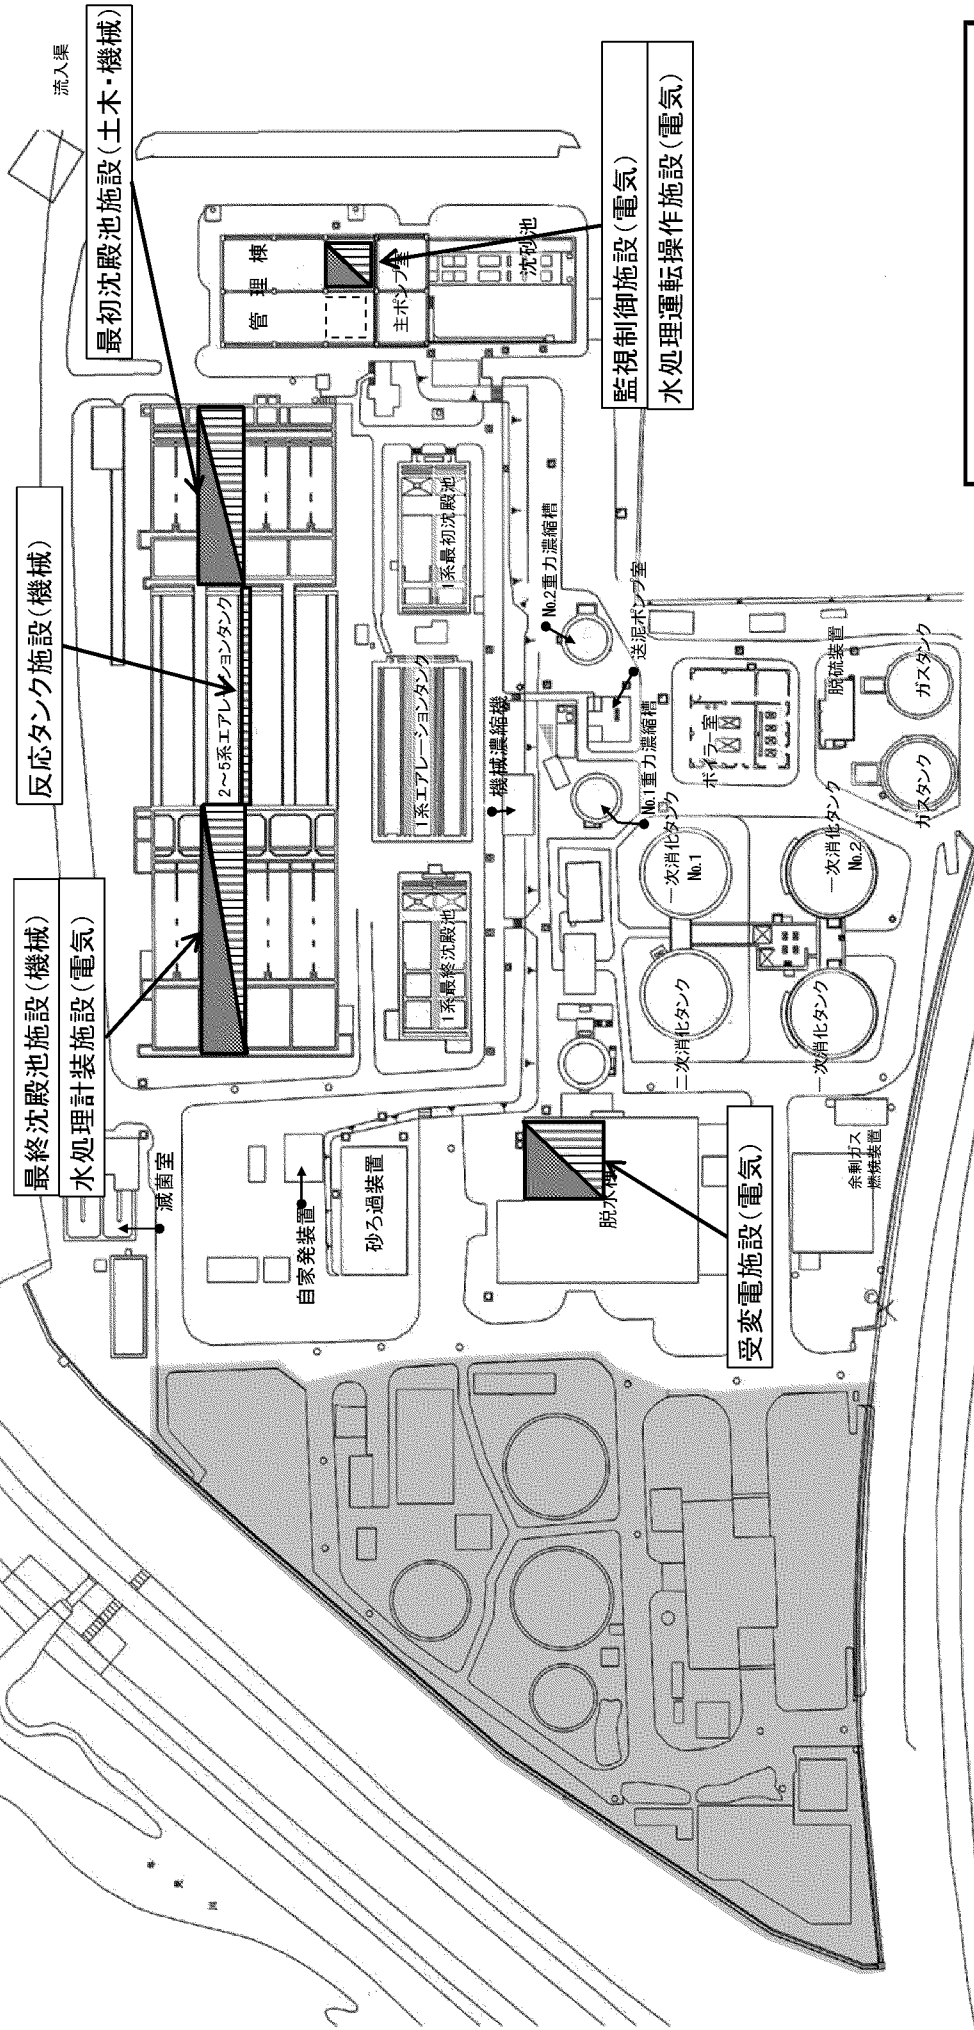 流入渠
最初沈殿池施設(土木・機械)
反応タンク施設(機械)
最終沈殿池施設(機械)
水処理計装施設(電気)
監視制御施設(電気)
水処理運転操作施設(電気)
受変電施設(電気)
管理棟
主ポンプ室
沈砂池
2～5系エアレーションタンク
1系最初沈殿池
1系エアレーションタンク
1系最終沈殿池
機械濃縮機
No.2重力濃縮槽
送泥ポンプ室
No.1重力濃縮槽
ボイラー室
脱硫装置
ガスタンク
ガスタンク
一次消化タンク
No.1
一次消化タンク
No.2
二次消化タンク
一次消化タンク
滅菌室
自家発装置
砂ろ過装置
余剰ガス
燃焼装置